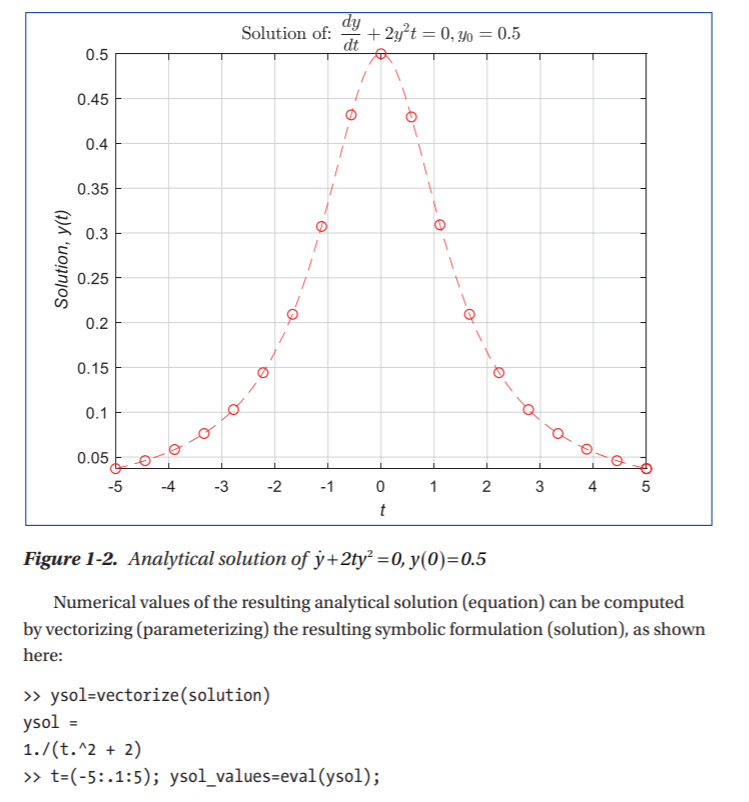 Solution of: dy/dt + 2y²t = 0, y₀ = 0.5
0.5
0.45
0.4
0.35
0.3
0.25
0.2
0.15
0.1
0.05
Solution, y(t)
-5 -4 -3 -2 -1 0 1 2 3 4 5
t
Figure 1-2. Analytical solution of ẏ+2ty²=0, y(0)=0.5
Numerical values of the resulting analytical solution (equation) can be computed
by vectorizing (parameterizing) the resulting symbolic formulation (solution), as shown
here:
>> ysol=vectorize(solution)
ysol =
1./(t.^2 + 2)
>> t=(-5:.1:5); ysol_values=eval(ysol);